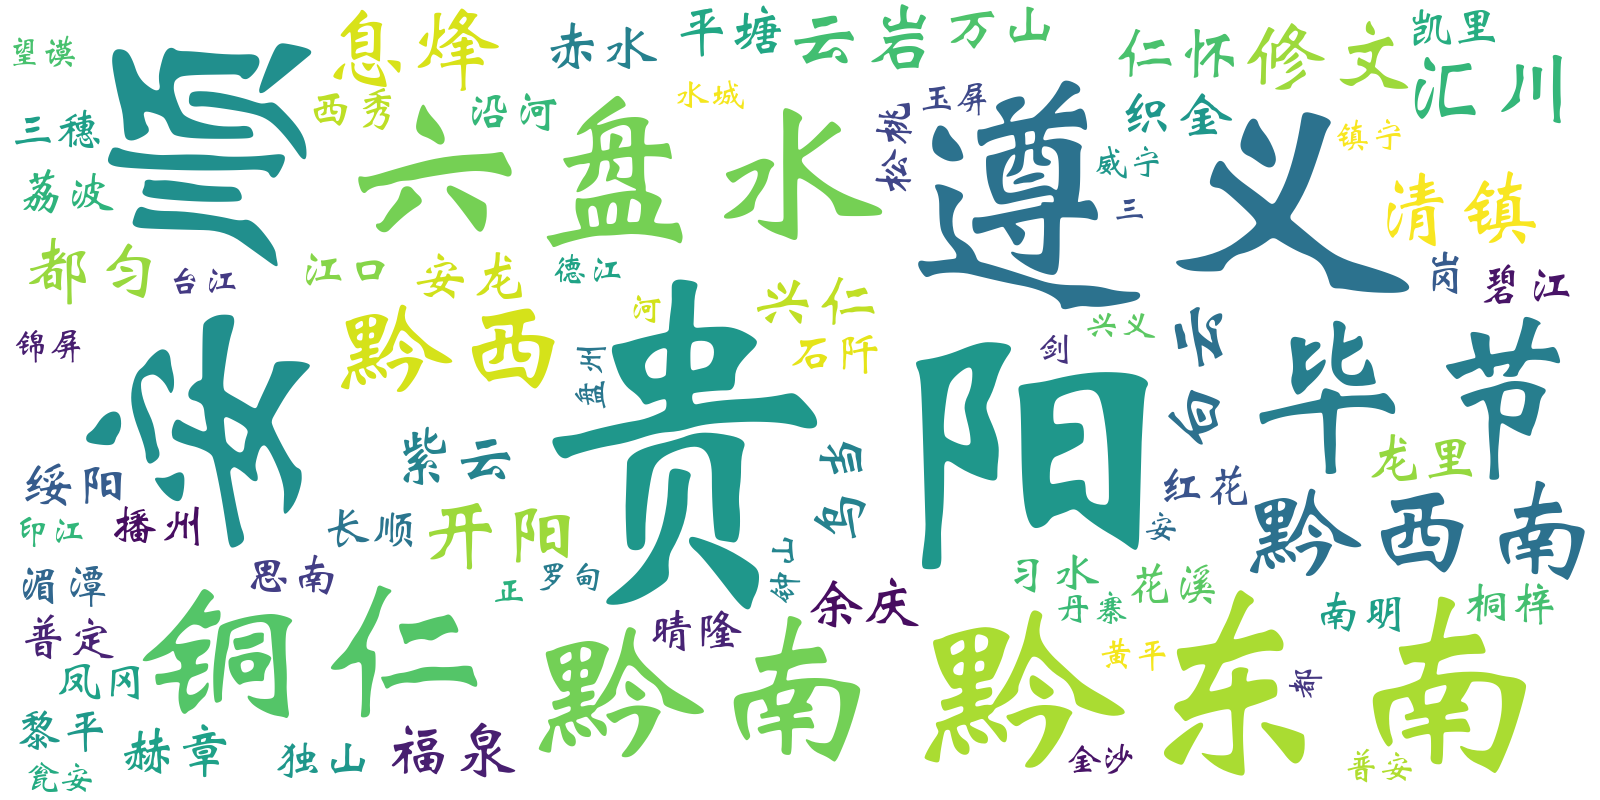 望谟
息烽
赤水
平塘
云岩
万山
仁怀
修文
凯里
汇川
三穗
西秀
沿河
水城
玉屏
松桃
织金
镇宁
威宁
荔波
六盘水
遵义
三
清镇
安顺
都匀
台江
江口
安龙
德江
岗
碧江
锦屏
黔西
河
兴仁
石阡
兴义
剑
白云
毕节
盘州
贵阳
绥阳
紫云
乌当
龙里
红花
印江
播州
长顺
开阳
安
黔西南
湄潭
思南
正
罗甸
钟山
习水
花溪
丹寨
普定
铜仁
晴隆
余庆
南明
桐梓
凤冈
黔南
黔东南
黄平
都
黎平
赫章
独山
福泉
金沙
普安
瓮安